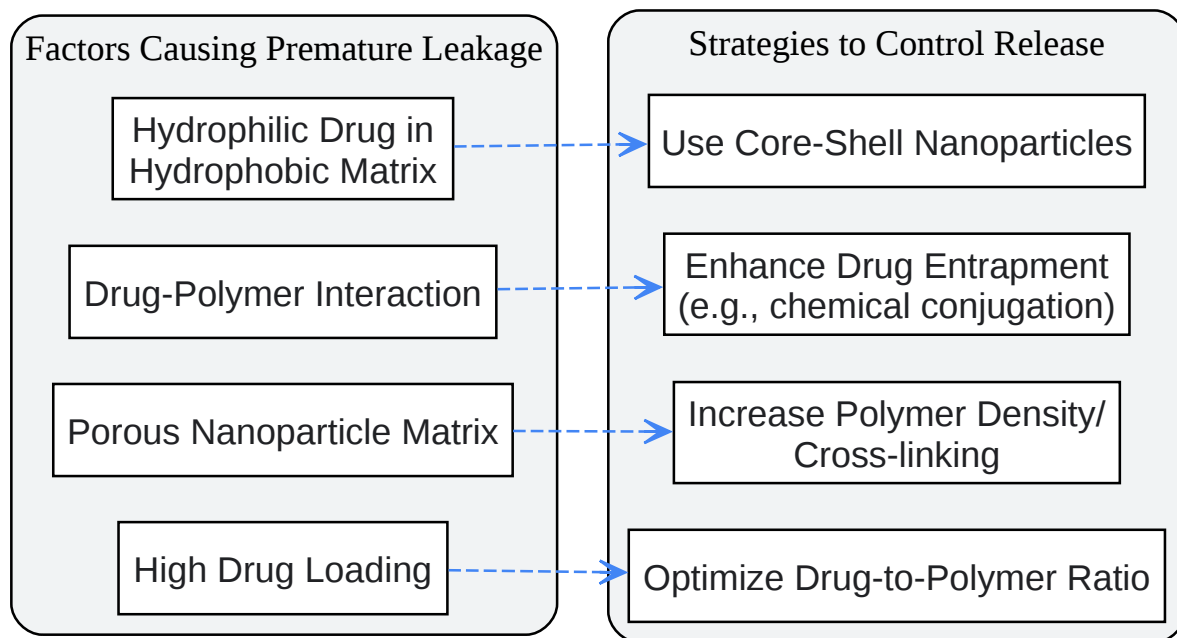 Factors Causing Premature Leakage
Hydrophilic Drug in
Hydrophobic Matrix
Drug-Polymer Interaction
Porous Nanoparticle Matrix
High Drug Loading
Strategies to Control Release
Use Core-Shell Nanoparticles
Enhance Drug Entrapment
(e.g., chemical conjugation)
Increase Polymer Density/
Cross-linking
Optimize Drug-to-Polymer Ratio